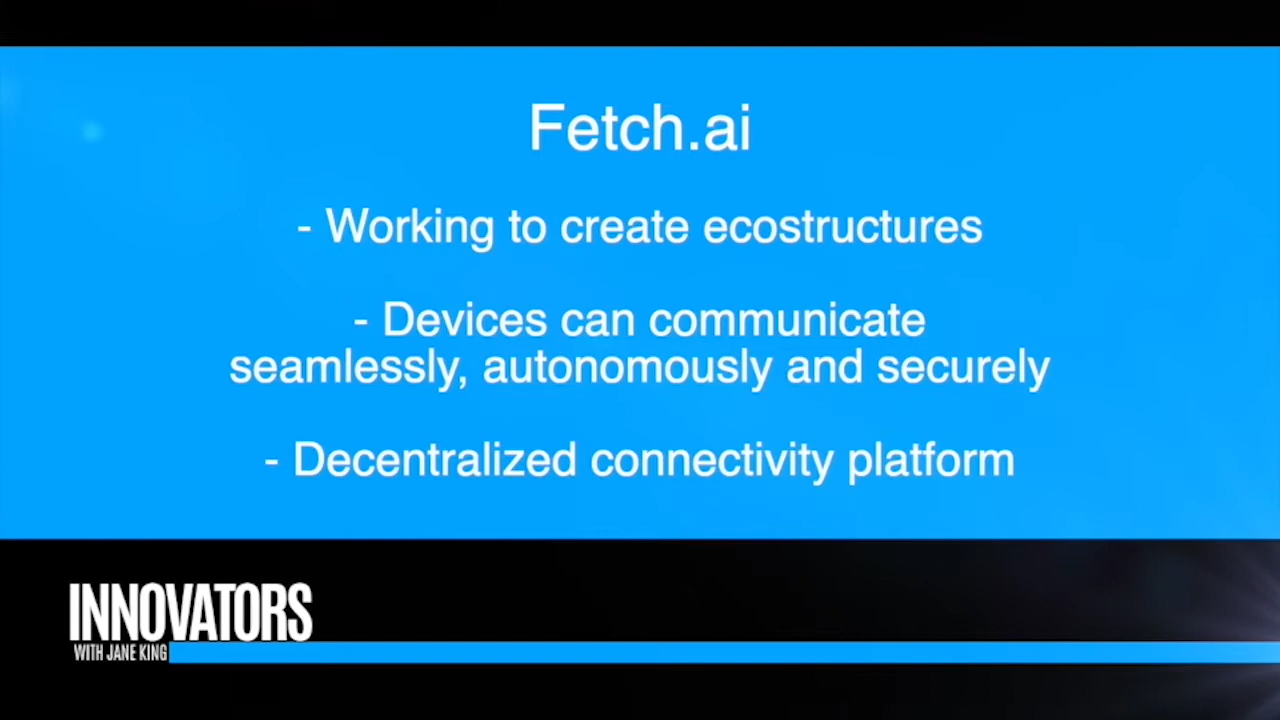 Fetch.ai
- Working to create ecostructures
- Devices can communicate
seamlessly, autonomously and securely
- Decentralized connectivity platform
INNOVATORS
WITH JANE KING